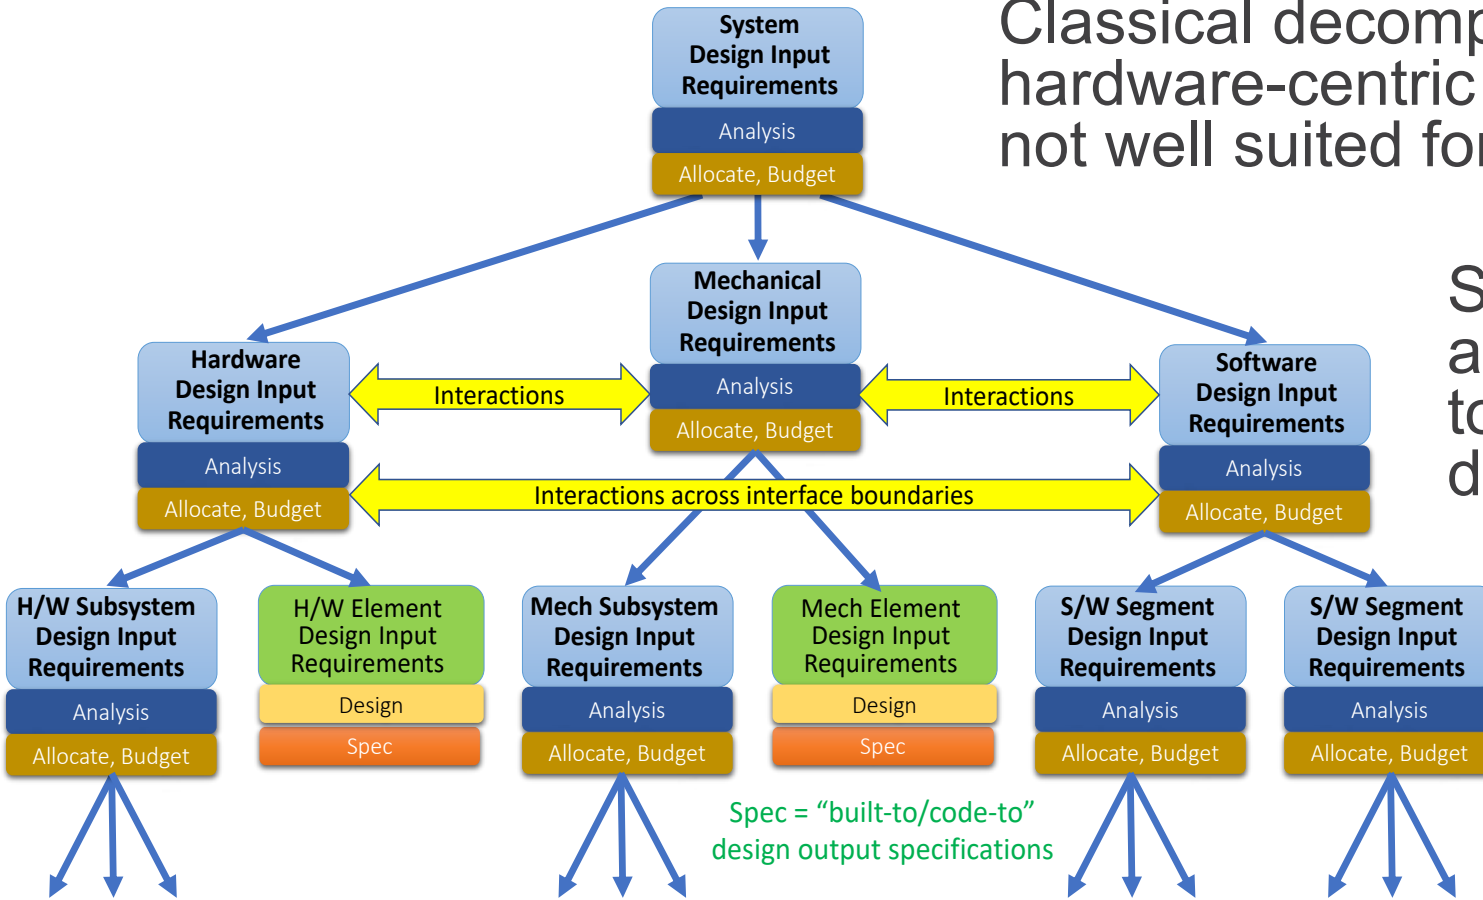 System
Design Input
Requirements
Analysis
Allocate, Budget
Classical
hardware-centric
not well suited
Mechanical
Design Input
Requirements
Analysis
Allocate, Budget
Hardware
Design Input
Requirements
Analysis
Allocate, Budget
Interactions
Interactions
Software
Design Input
Requirements
Analysis
Allocate, Budget
Interactions across interface boundaries
H/W Subsystem
Design Input
Requirements
Analysis
Allocate, Budget
H/W Element
Design Input
Requirements
Design
Spec
Mech Subsystem
Design Input
Requirements
Analysis
Allocate, Budget
Mech Element
Design Input
Requirements
Design
Spec
S/W Segment
Design Input
Requirements
Analysis
Allocate, Budget
S/W Segment
Design Input
Requirements
Analysis
Allocate, Budget
Spec = “built-to/code-to”
design output specifications